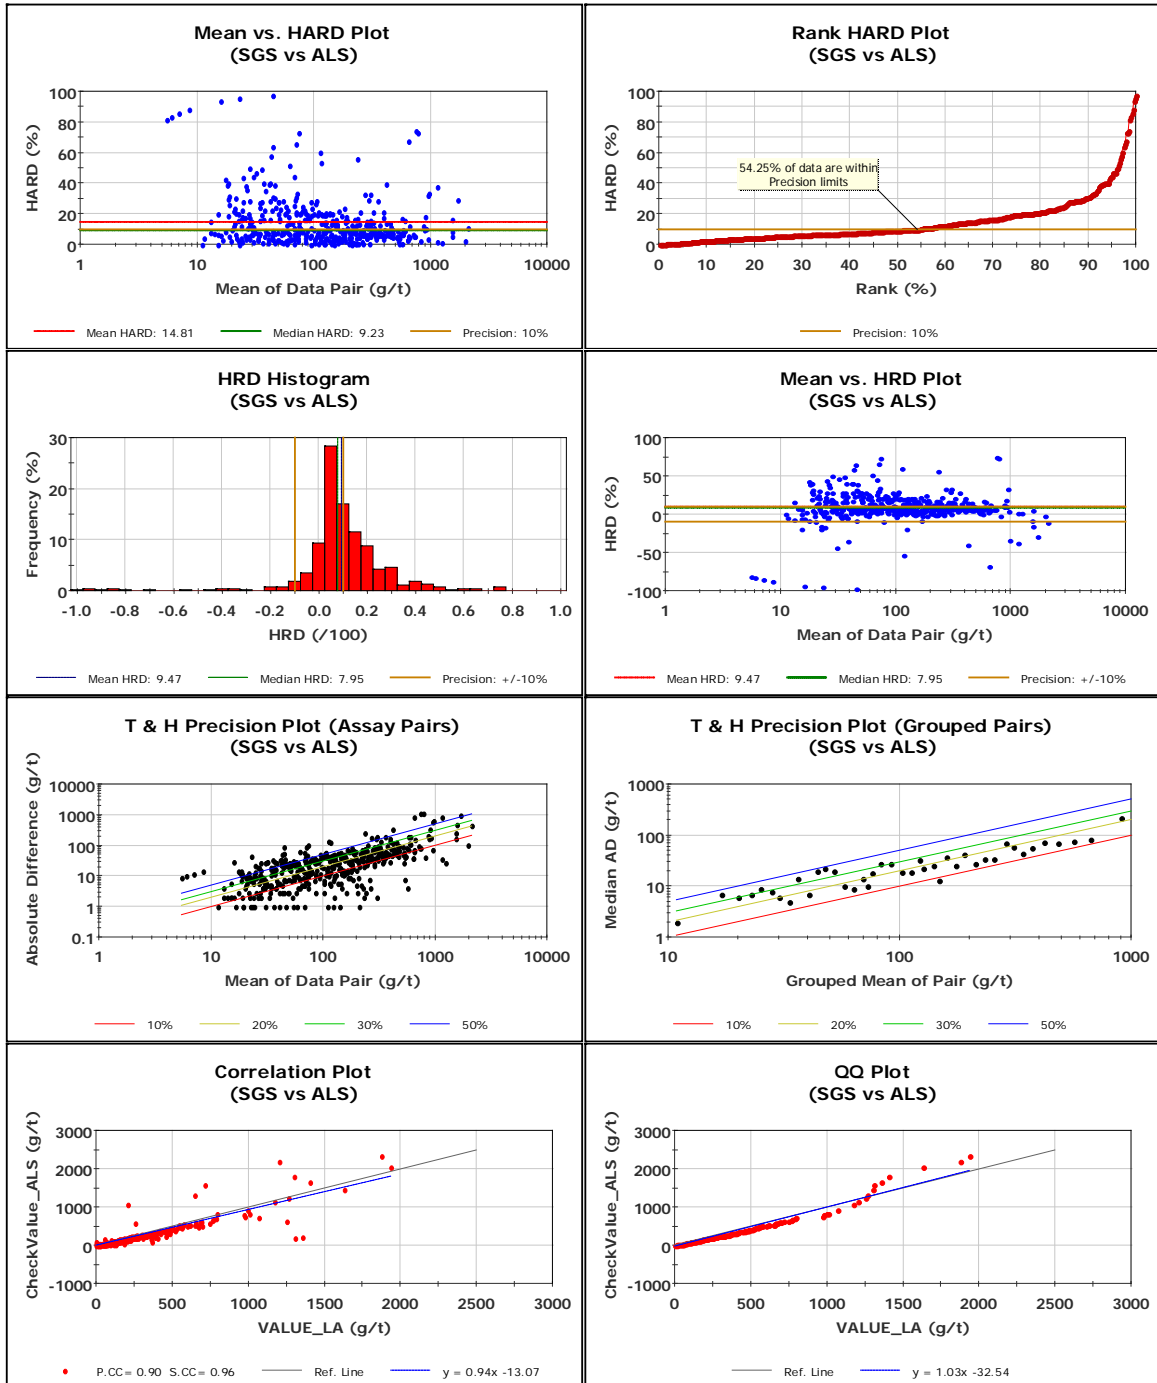 Mean vs. HARD Plot
(SGS vs ALS)
HARD (%)
100
80
60
40
20
0
1 10 100 1000 10000
Mean of Data Pair (g/t)
Mean HARD: 14.81 Median HARD: 9.23 Precision: 10%
Rank HARD Plot
(SGS vs ALS)
HARD (%)
100
80
60
40
20
0
54.25% of data are within
Precision limits
0 10 20 30 40 50 60 70 80 90 100
Rank (%)
Precision: 10%
HRD Histogram
(SGS vs ALS)
Frequency (%)
30
20
10
0
-1.0 -0.8 -0.6 -0.4 -0.2 0.0 0.2 0.4 0.6 0.8 1.0
HRD (/100)
Mean HRD: 9.47 Median HRD: 7.95 Precision: +/-10%
Mean vs. HRD Plot
(SGS vs ALS)
HRD (%)
100
50
0
-50
-100
1 10 100 1000 10000
Mean of Data Pair (g/t)
Mean HRD: 9.47 Median HRD: 7.95 Precision: +/-10%
T & H Precision Plot (Assay Pairs)
(SGS vs ALS)
Absolute Difference (g/t)
10000
1000
100
10
1
0.1
1 10 100 1000 10000
Mean of Data Pair (g/t)
10% 20% 30% 50%
T & H Precision Plot (Grouped Pairs)
(SGS vs ALS)
Median AD (g/t)
1000
100
10
1
10 100 1000
Grouped Mean of Pair (g/t)
10% 20% 30% 50%
Correlation Plot
(SGS vs ALS)
CheckValue_ALS (g/t)
3000
2000
1000
0
-1000
0 500 1000 1500 2000 2500 3000
VALUE_LA (g/t)
P.CC= 0.90 S.CC= 0.96 Ref. Line y = 0.94x -13.07
QQ Plot
(SGS vs ALS)
CheckValue_ALS (g/t)
3000
2000
1000
0
-1000
0 500 1000 1500 2000 2500 3000
VALUE_LA (g/t)
Ref. Line y = 1.03x -32.54